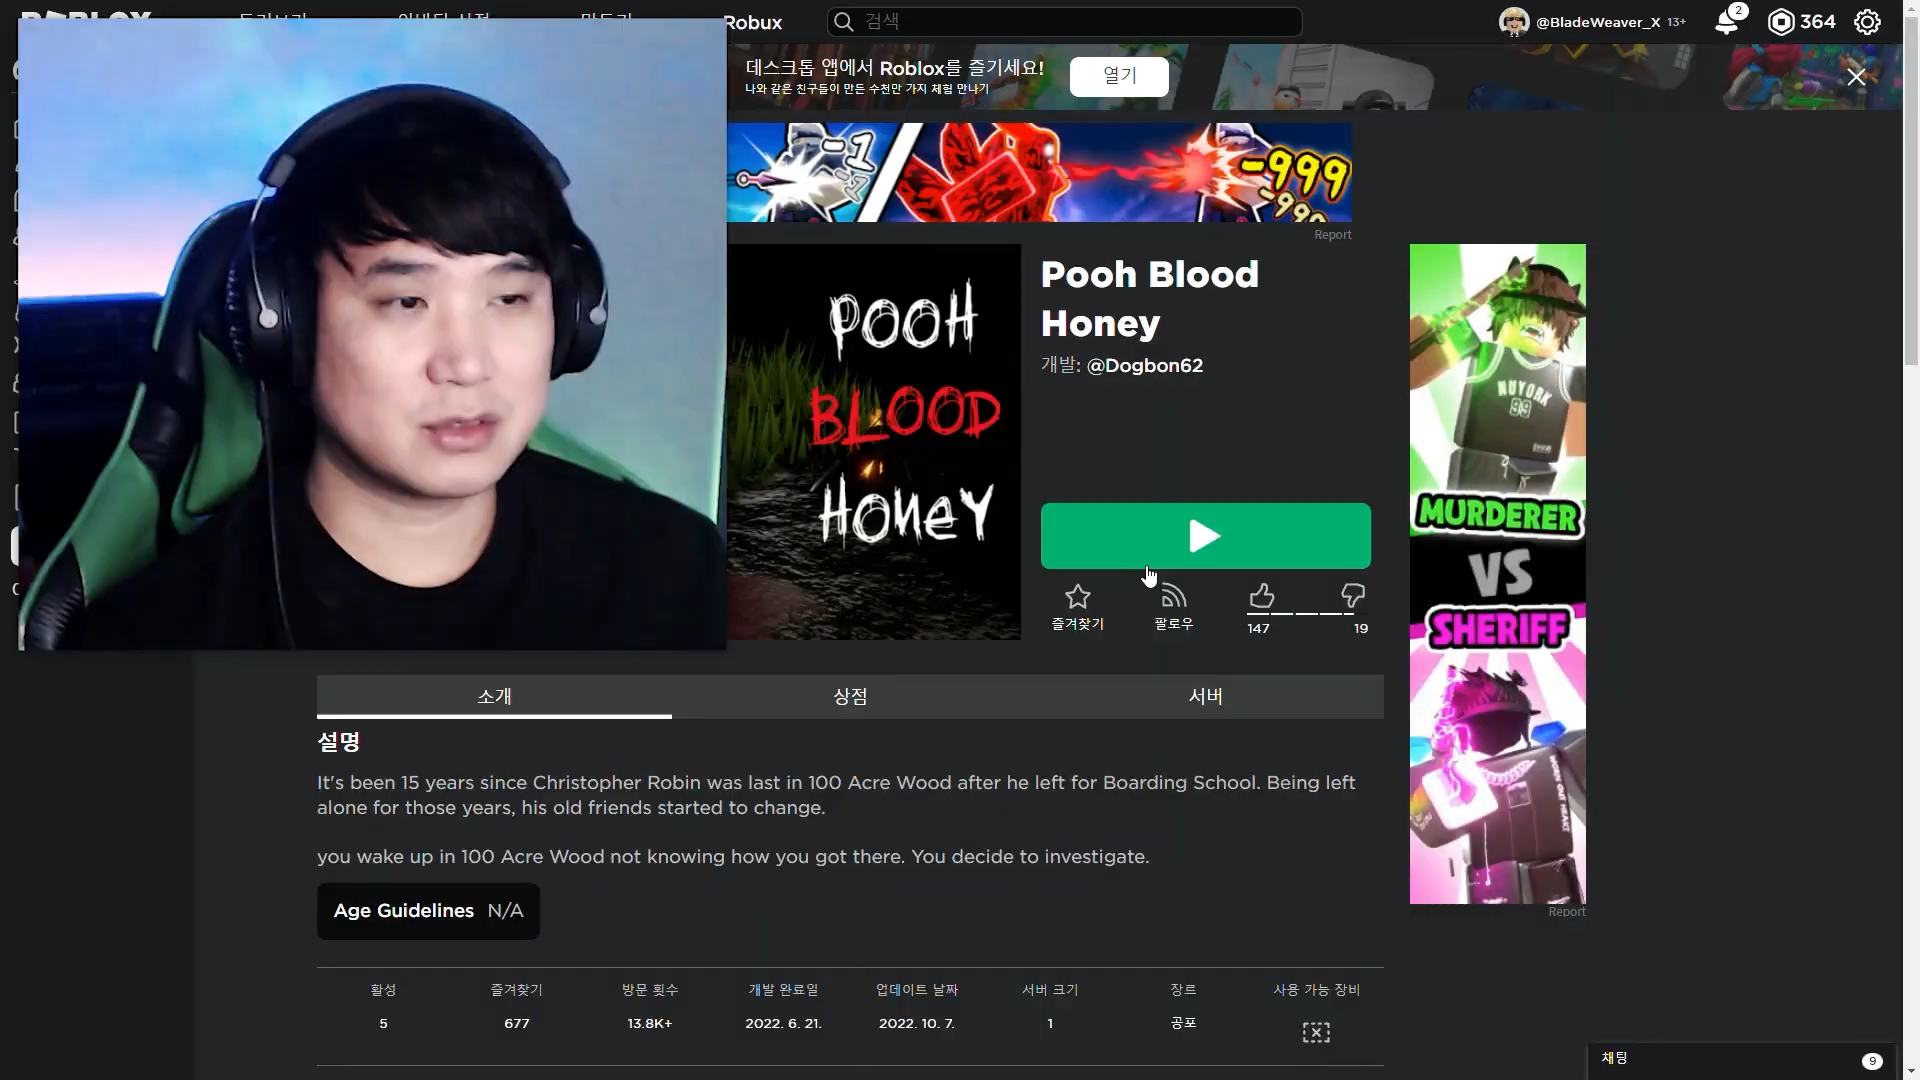 Robux
검색
@BladeWeaver_X 13+
2
364
데스크톱 앱에서 Roblox를 즐기세요!
나와 같은 친구들이 만든 수천만 가지 체험 만나기
열기
-1
-999
-999
Report
POOH
BLOOD
HONEY
Pooh Blood
Honey
개발: @Dogbon62
즐겨찾기
팔로우
147
19
NUYORK
99
MURDERER
VS
SHERIFF
Report
소개
상점
서버
설명
It's been 15 years since Christopher Robin was last in 100 Acre Wood after he left for Boarding School. Being left
alone for those years, his old friends started to change.
you wake up in 100 Acre Wood not knowing how you got there. You decide to investigate.
Age Guidelines N/A
활성
즐겨찾기
방문 횟수
개발 완료일
업데이트 날짜
서버 크기
장르
사용 가능 장비
5
677
13.8K+
2022. 6. 21.
2022. 10. 7.
1
공포
채팅
9